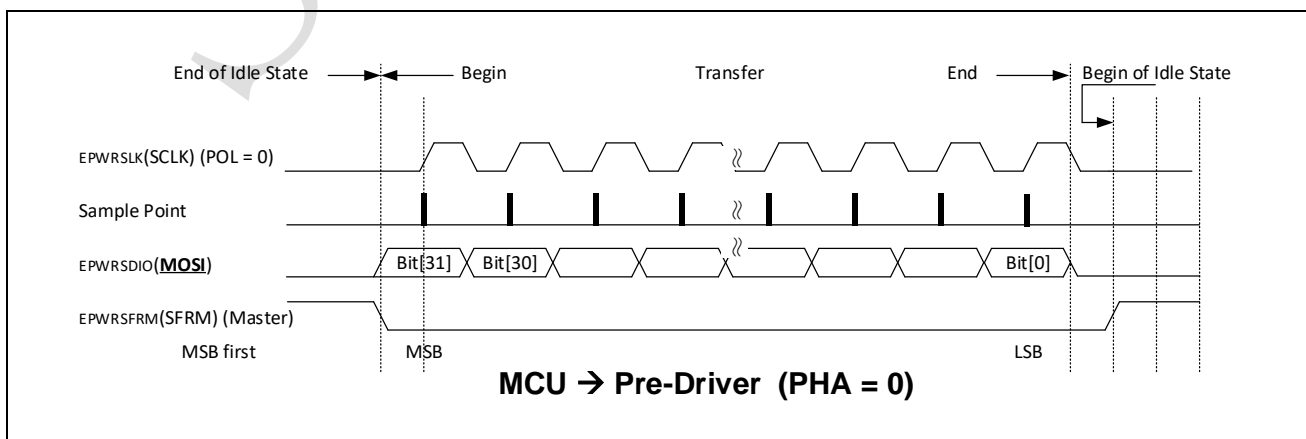 End of Idle State Begin Transfer End Begin of Idle State
EPWRSLK(SCLK) (POL = 0)
Sample Point
EPWRSDIO(MOSI) Bit[31] Bit[30] Bit[0]
EPWRSFRM(SFRM) (Master)
MSB first MSB LSB
MCU → Pre-Driver (PHA = 0)